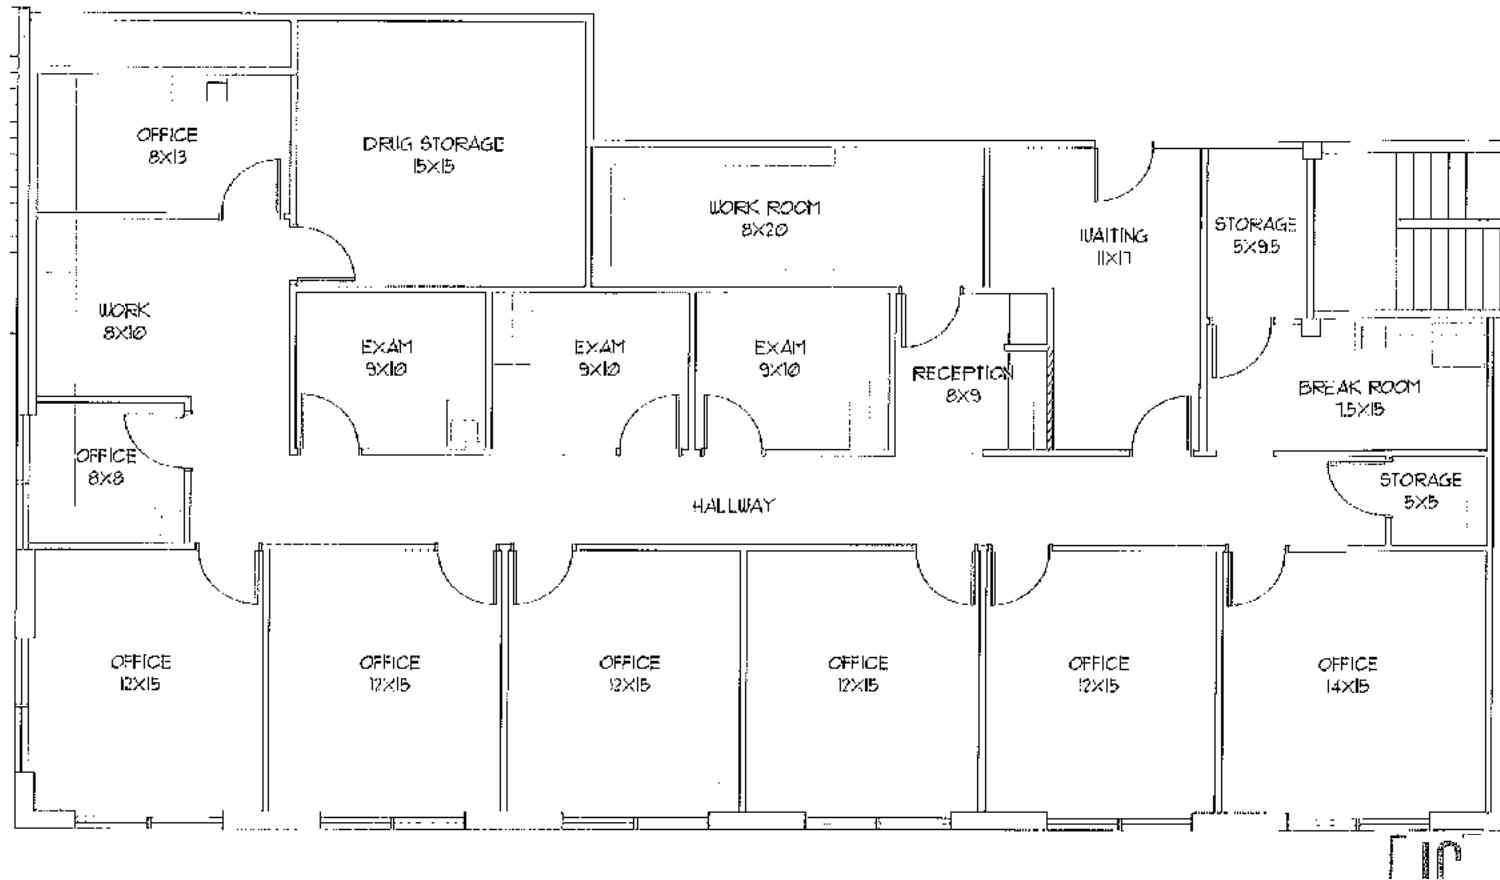 OFFICE
8X13
DRUG STORAGE
15X15
WORK ROOM
8X20
WAITING
11X17
STORAGE
5X9.5
WORK
8X10
EXAM
9X10
EXAM
9X10
EXAM
9X10
RECEPTION
8X9
BREAK ROOM
7.5X15
OFFICE
8X8
HALLWAY
STORAGE
5X5
OFFICE
12X15
OFFICE
12X15
OFFICE
12X15
OFFICE
12X15
OFFICE
12X15
OFFICE
14X15